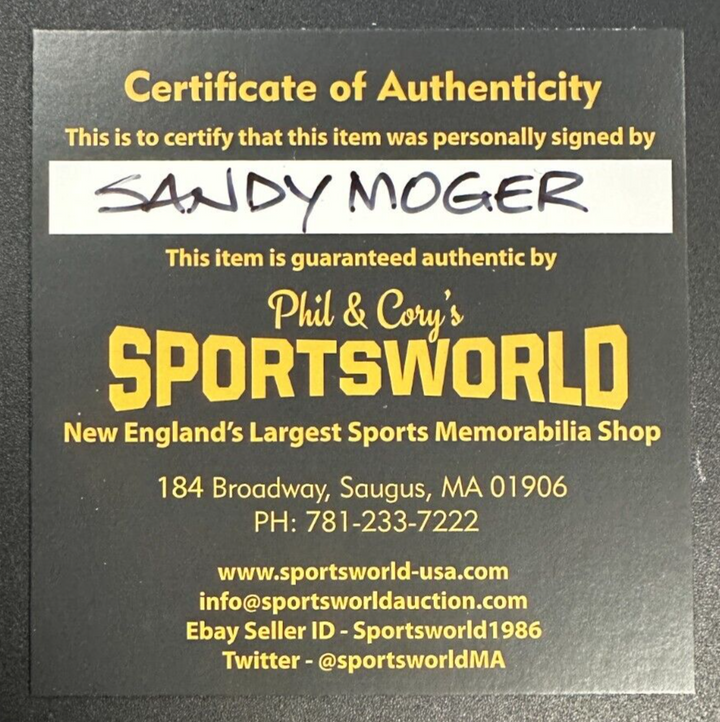 Certificate of Authenticity
This is to certify that this item was personally signed by
SANDY MOGER
This item is guaranteed authentic by
Phil & Cory's
SPORTSWORLD
New England's Largest Sports Memorabilia Shop
184 Broadway, Saugus, MA 01906
PH: 781-233-7222
www.sportsworld-usa.com
info@sportsworldauction.com
Ebay Seller ID - Sportsworld1986
Twitter - @sportsworldMA